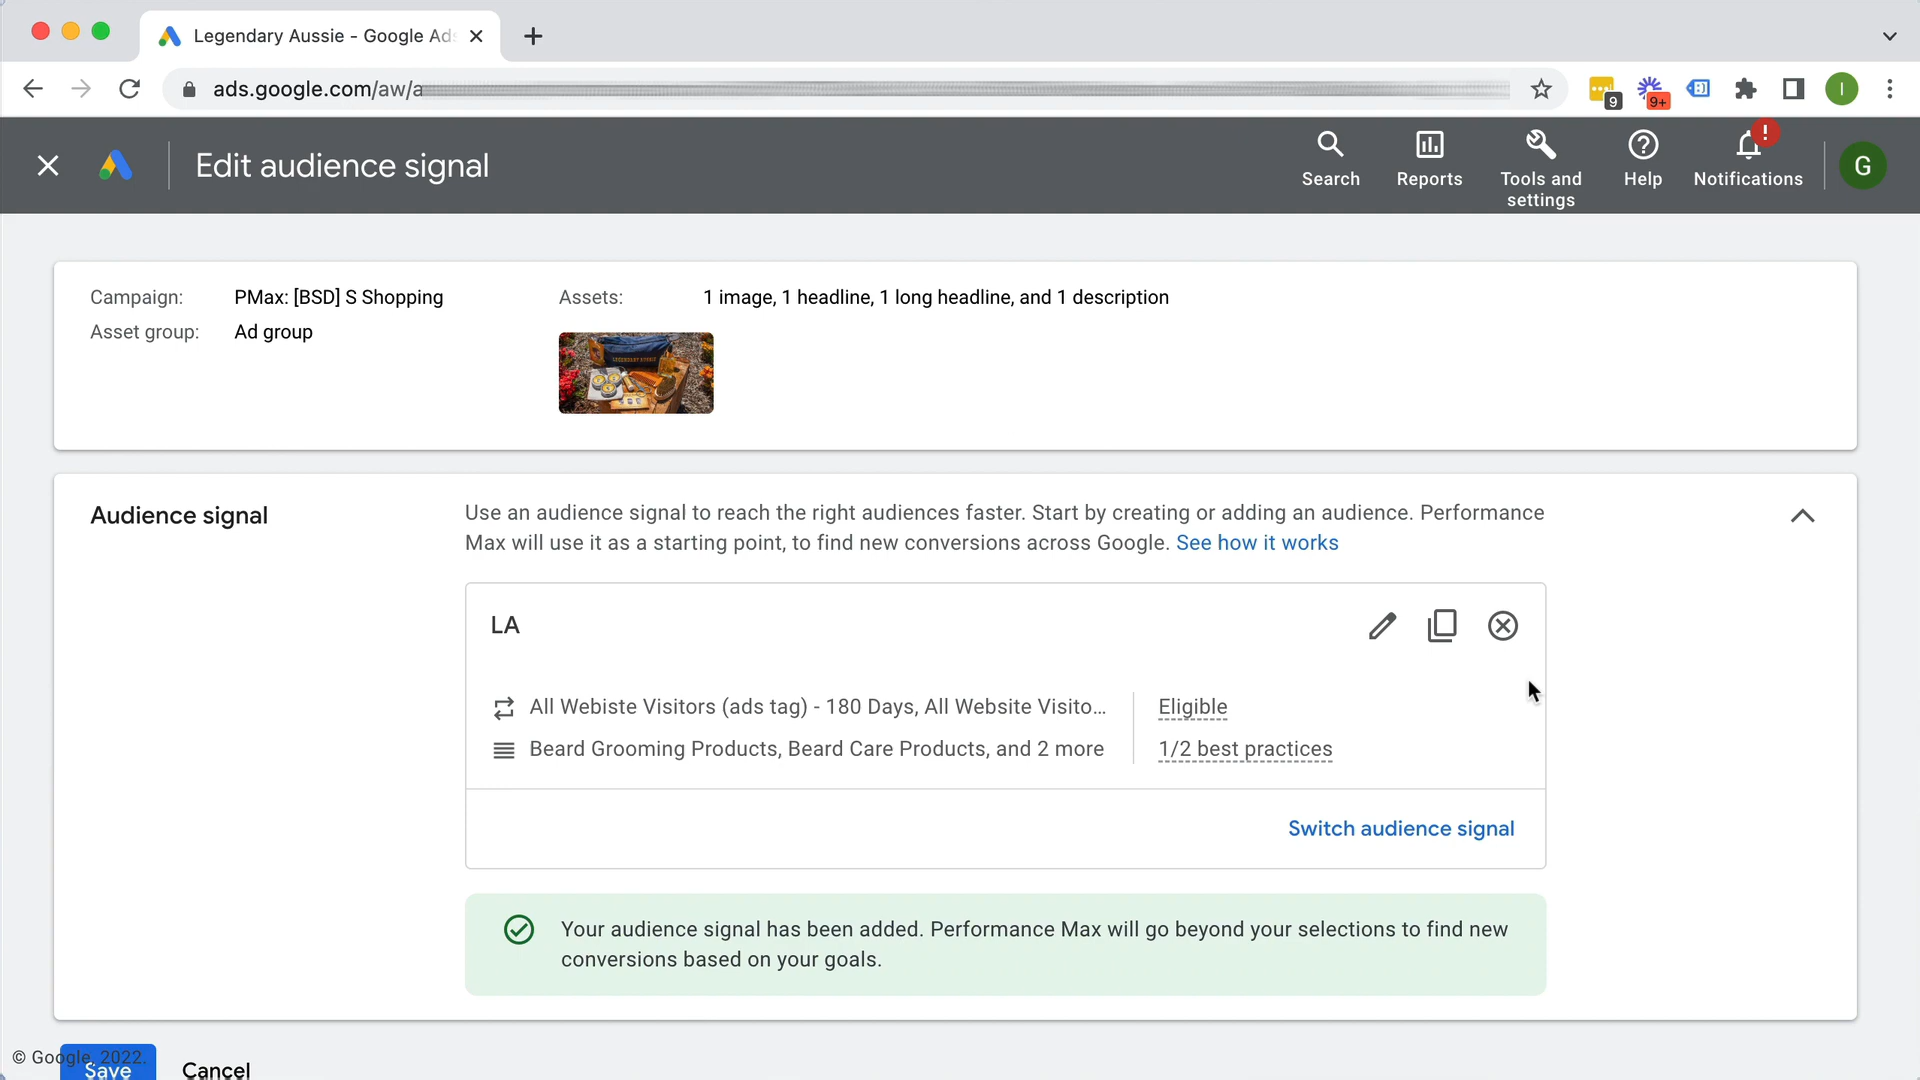 Legendary Aussie - Google Ads
ads.google.com/aw/a
9
9+
I
Edit audience signal
Search
Reports
Tools and
settings
Help
!
Notifications
G
Campaign: PMax: [BSD] S Shopping
Assets: 1 image, 1 headline, 1 long headline, and 1 description
Asset group: Ad group
LEGENDARY AUSSIE
Audience signal
Use an audience signal to reach the right audiences faster. Start by creating or adding an audience. Performance
Max will use it as a starting point, to find new conversions across Google. See how it works
LA
All Webiste Visitors (ads tag) - 180 Days, All Website Visito...
Eligible
Beard Grooming Products, Beard Care Products, and 2 more
1/2 best practices
Switch audience signal
Your audience signal has been added. Performance Max will go beyond your selections to find new
conversions based on your goals.
© Google, 2022.
Save
Cancel